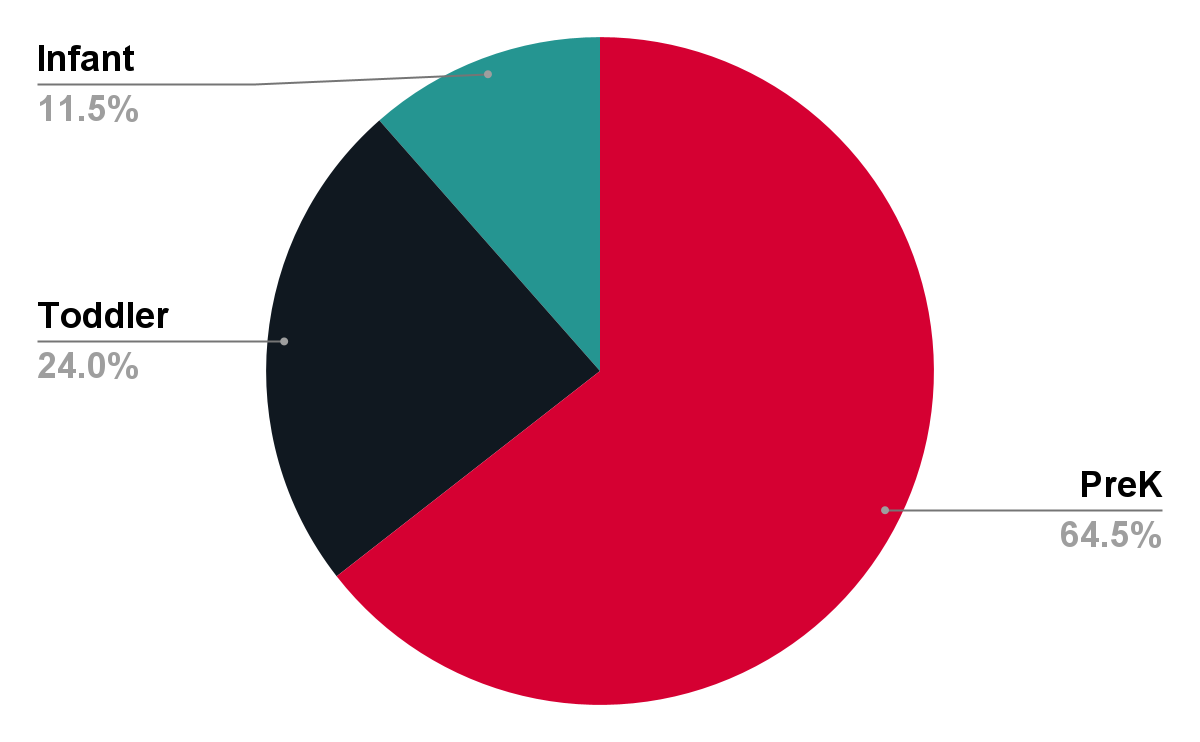 Infant
11.5%
Toddler
24.0%
PreK
64.5%